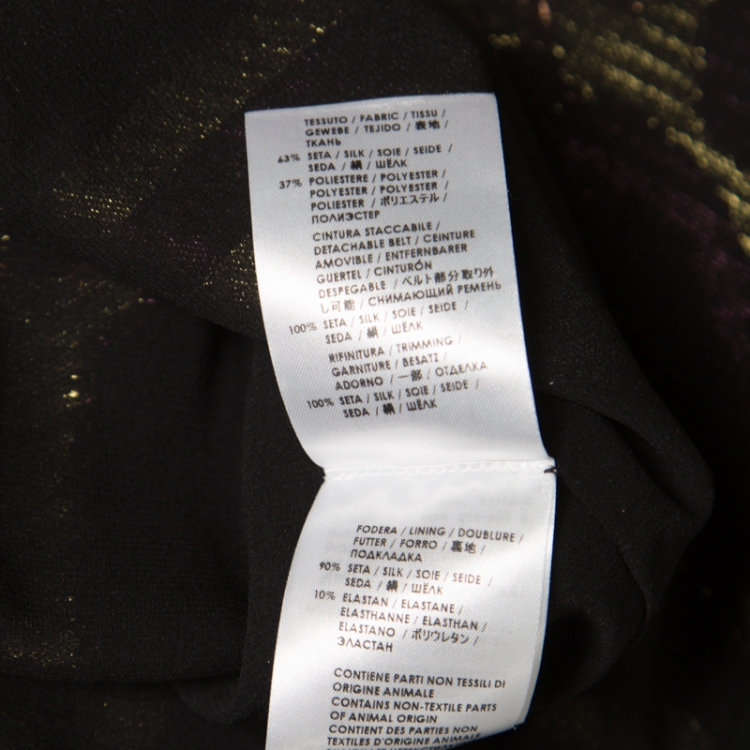 TESSUTO / FABRIC / TISSU /
GEWEBE / TEJIDO / 表地 /
ТКАНЬ
63% SETA / SILK / SOIE / SEIDE /
SEDA / 絹 / ШЁЛК
37% POLIESTERE / POLYESTER /
POLYESTER / POLYESTER /
POLIESTER / ポリエステル /
ПОЛИЭСТЕР
CINTURA STACCABILE /
DETACHABLE BELT / CEINTURE
AMOVIBLE / ENTFERNBARER
GUERTEL / CINTURÓN
DESPEGABLE / ベルト部分取り外
し可能 / СНИМАЮЩИЙ РЕМЕНЬ
100% SETA / SILK / SOIE / SEIDE /
SEDA / 絹 / ШЁЛК
RIFINITURA / TRIMMING /
GARNITURE / BESATZ /
ADORNO / 一部 / ОТДЕЛКА
100% SETA / SILK / SOIE / SEIDE /
SEDA / 絹 / ШЁЛК
FODERA / LINING / DOUBLURE /
FUTTER / FORRO / 裏地 /
ПОДКЛАДКА
90% SETA / SILK / SOIE / SEIDE /
SEDA / 絹 / ШЁЛК
10% ELASTAN / ELASTANE /
ELASTHANNE / ELASTHAN /
ELASTANO / ポリウレタン /
ЭЛАСТАН
CONTIENE PARTI NON TESSILI DI
ORIGINE ANIMALE
CONTAINS NON-TEXTILE PARTS
OF ANIMAL ORIGIN
CONTIENT DES PARTIES NON
TEXTILES D'ORIGINE ANIMALE